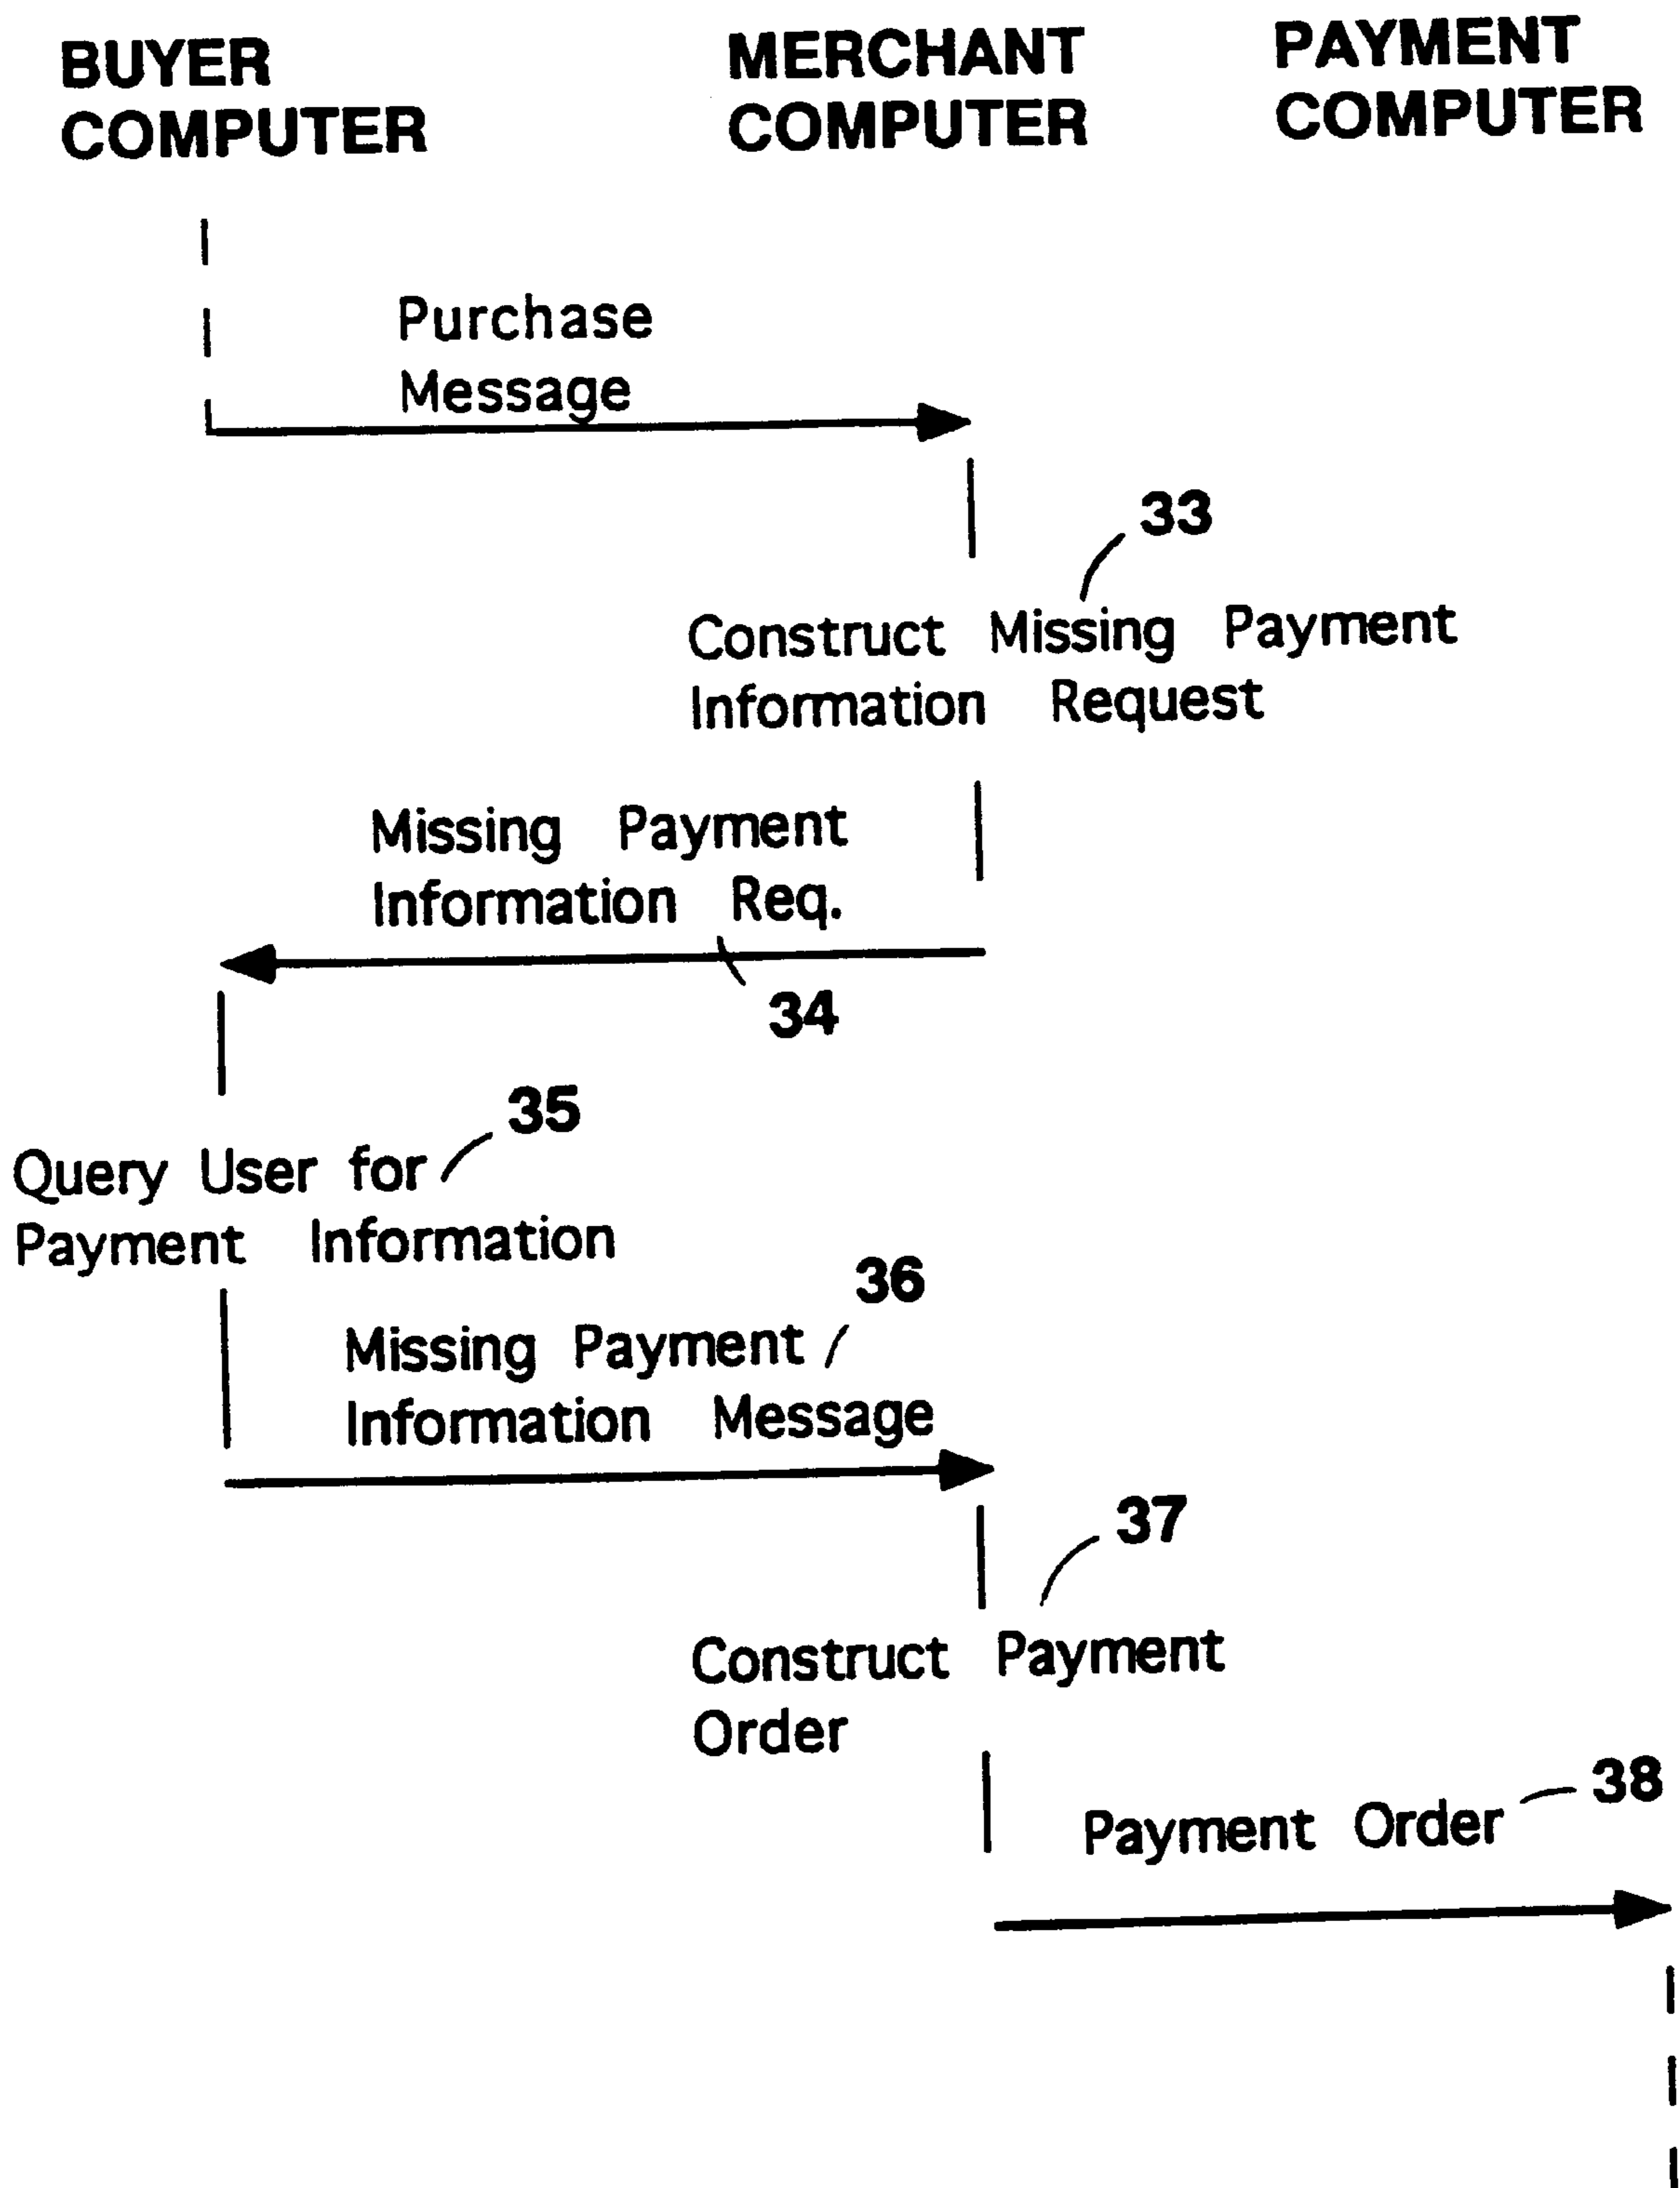 BUYER
COMPUTER
MERCHANT
COMPUTER
PAYMENT
COMPUTER
Purchase
Message
33
Construct Missing Payment
Information Request
Missing Payment
Information Req.
34
35
Query User for
Payment Information
36
Missing Payment
Information Message
37
Construct Payment
Order
38
Payment Order